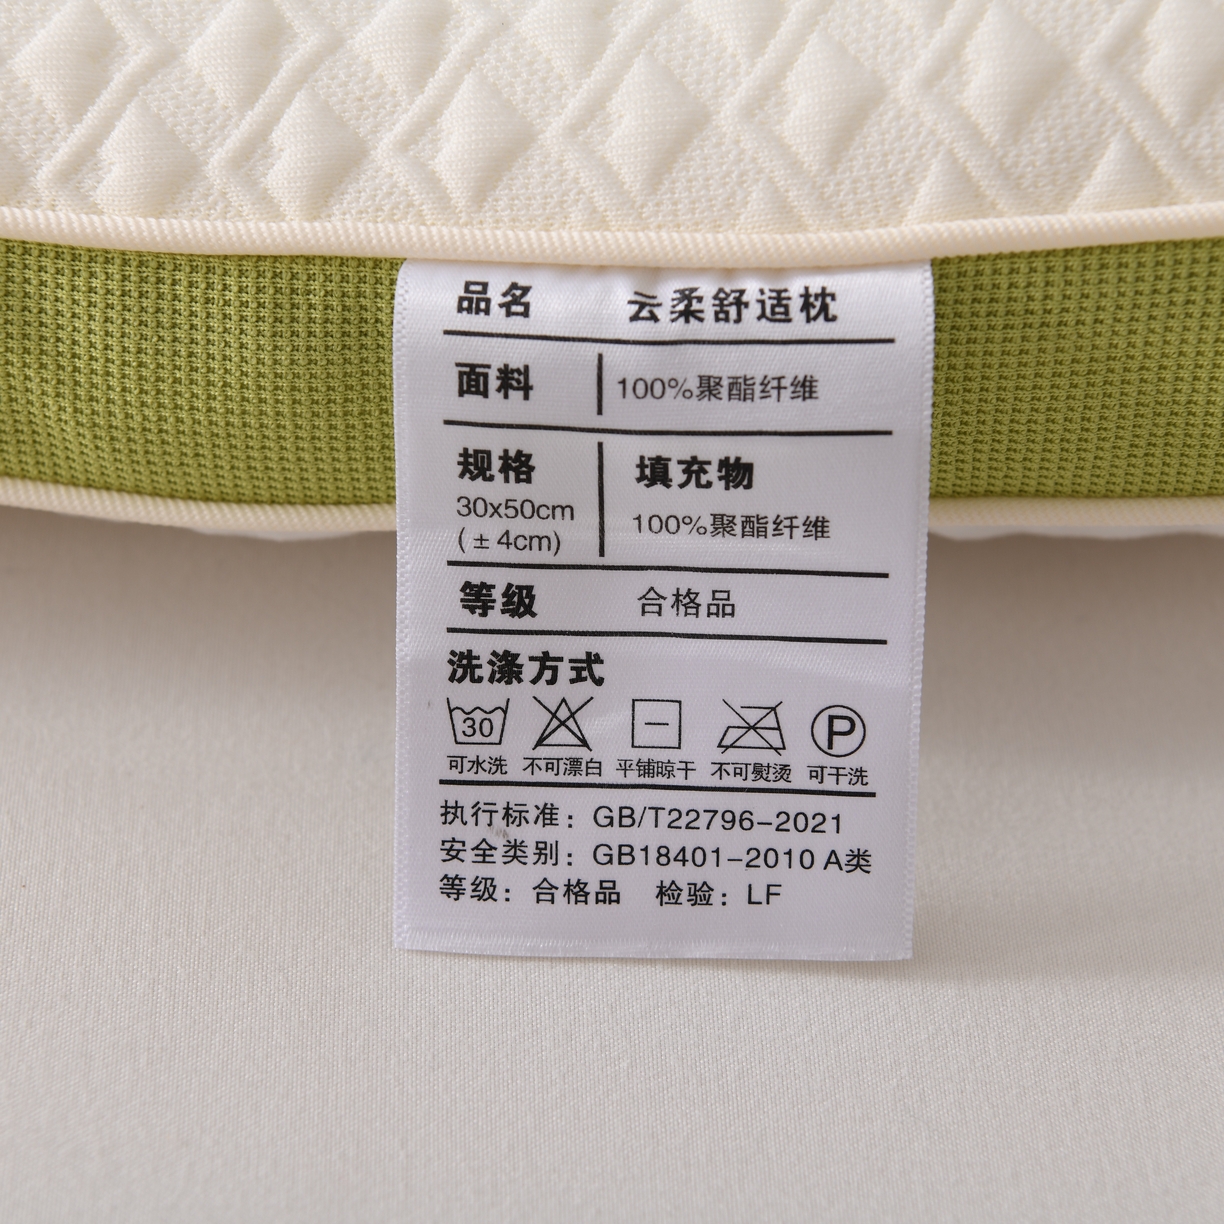 品名 云柔舒适枕
面料 100%聚酯纤维
规格 填充物
30x50cm
(±4cm) 100%聚酯纤维
等级 合格品
洗涤方式
30 P
可水洗 不可漂白 平铺晾干 不可熨烫 可干洗
执行标准：GB/T22796-2021
安全类别：GB18401-2010 A类
等级：合格品 检验：LF